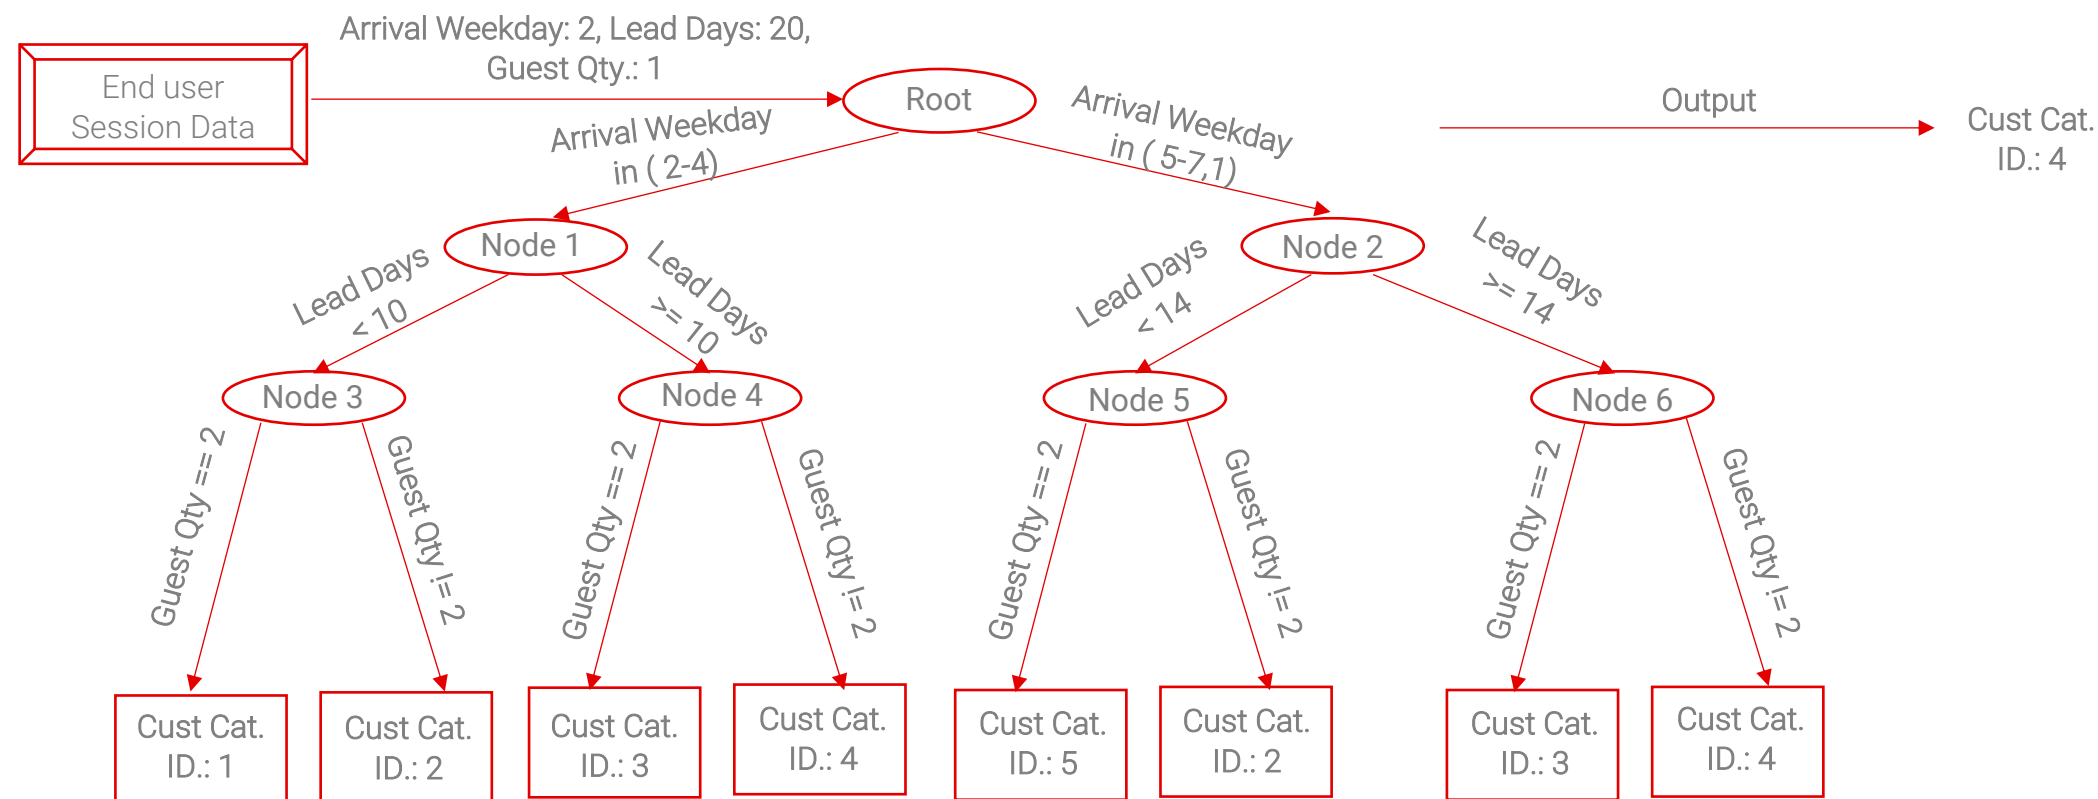 Arrival Weekday: 2, Lead Days: 20,
Guest Qty.: 1
End user
Session Data
Root
Output
Cust Cat.
ID.: 4
Arrival Weekday
in ( 2-4)
Arrival Weekday
in ( 5-7,1)
Node 1
Node 2
Lead Days
< 10
Lead Days
>= 10
Lead Days
< 14
Lead Days
>= 14
Node 3
Node 4
Node 5
Node 6
Guest Qty == 2
Guest Qty != 2
Guest Qty == 2
Guest Qty != 2
Guest Qty == 2
Guest Qty != 2
Guest Qty == 2
Guest Qty != 2
Cust Cat.
ID.: 1
Cust Cat.
ID.: 2
Cust Cat.
ID.: 3
Cust Cat.
ID.: 4
Cust Cat.
ID.: 5
Cust Cat.
ID.: 2
Cust Cat.
ID.: 3
Cust Cat.
ID.: 4